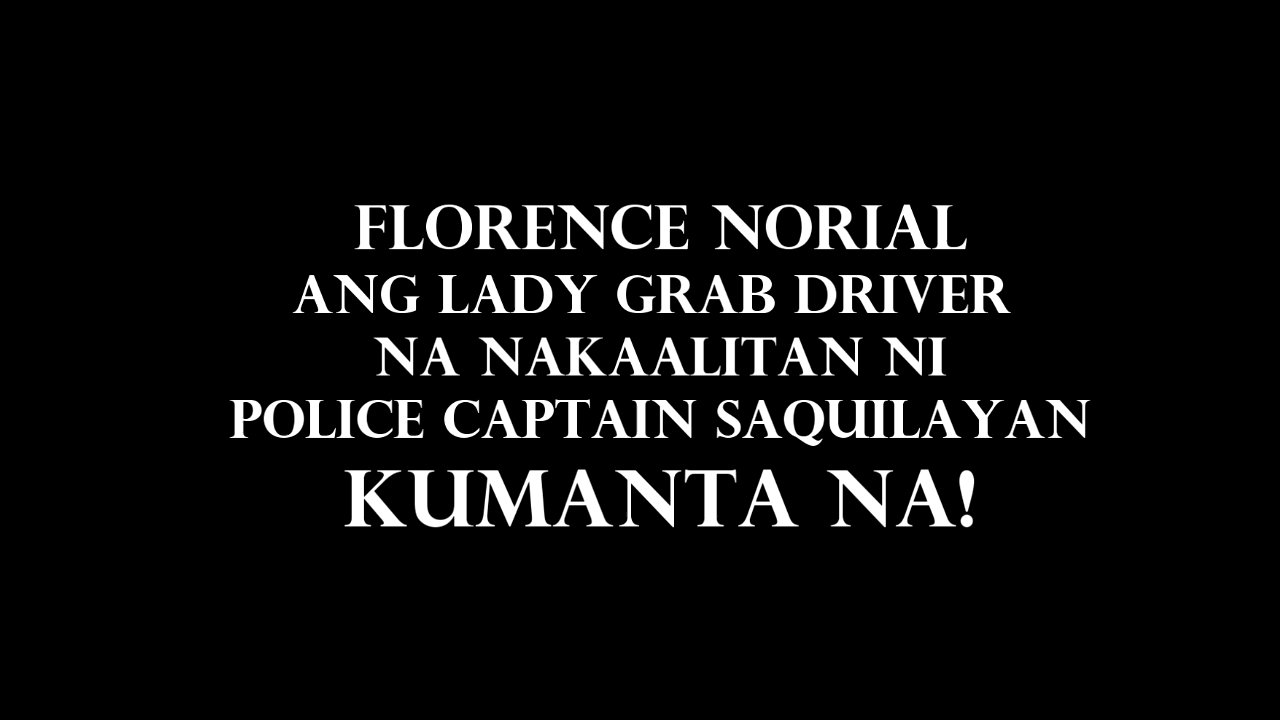 FLORENCE NORIAL
ANG LADY GRAB DRIVER
NA NAKAALITAN NI
POLICE CAPTAIN SAQUILAYAN
KUMANTA NA!